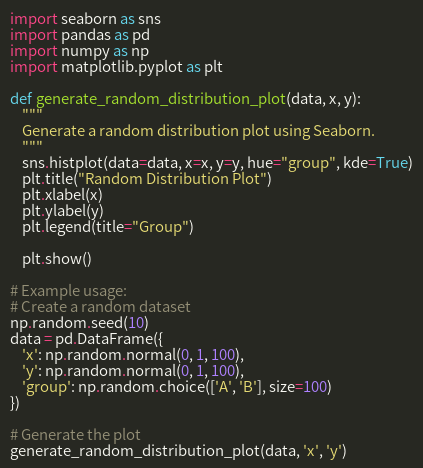 import seaborn as sns
import pandas as pd
import numpy as np
import matplotlib.pyplot as plt

def generate_random_distribution_plot(data, x, y):
    """
    Generate a random distribution plot using Seaborn.
    """
    sns.histplot(data=data, x=x, y=y, hue="group", kde=True)
    plt.title("Random Distribution Plot")
    plt.xlabel(x)
    plt.ylabel(y)
    plt.legend(title="Group")

    plt.show()

# Example usage:
# Create a random dataset
np.random.seed(10)
data = pd.DataFrame({
    'x': np.random.normal(0, 1, 100),
    'y': np.random.normal(0, 1, 100),
    'group': np.random.choice(['A', 'B'], size=100)
})

# Generate the plot
generate_random_distribution_plot(data, 'x', 'y')